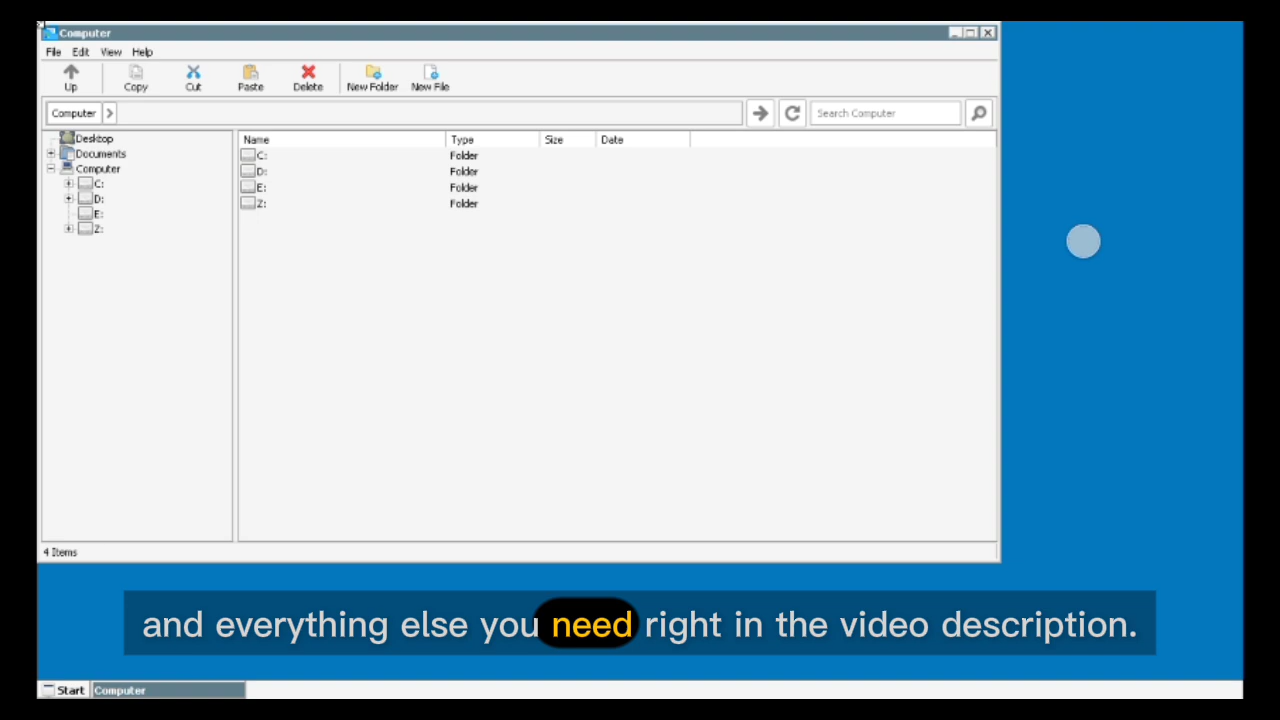 Computer
File Edit View Help
Up Copy Cut Paste Delete New Folder New File
Computer Search Computer
Desktop
Documents
Computer
C:
D:
E:
Z:
Name Type Size Date
C: Folder
D: Folder
E: Folder
Z: Folder
4 Items
and everything else you need right in the video description.
Start Computer